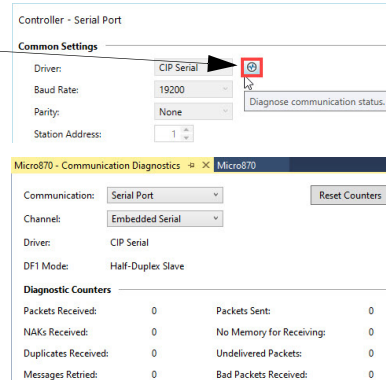 Controller - Serial Port
Common Settings
Driver: CIP Serial
Baud Rate: 19200
Diagnose communication status.
Parity: None
Station Address: 1
Micro870 - Communication Diagnostics Micro870
Communication: Serial Port Reset Counters
Channel: Embedded Serial
Driver: CIP Serial
DF1 Mode: Half-Duplex Slave
Diagnostic Counters
Packets Received: 0 Packets Sent: 0
NAKs Received: 0 No Memory for Receiving: 0
Duplicates Received: 0 Undelivered Packets: 0
Messages Retried: 0 Bad Packets Received: 0